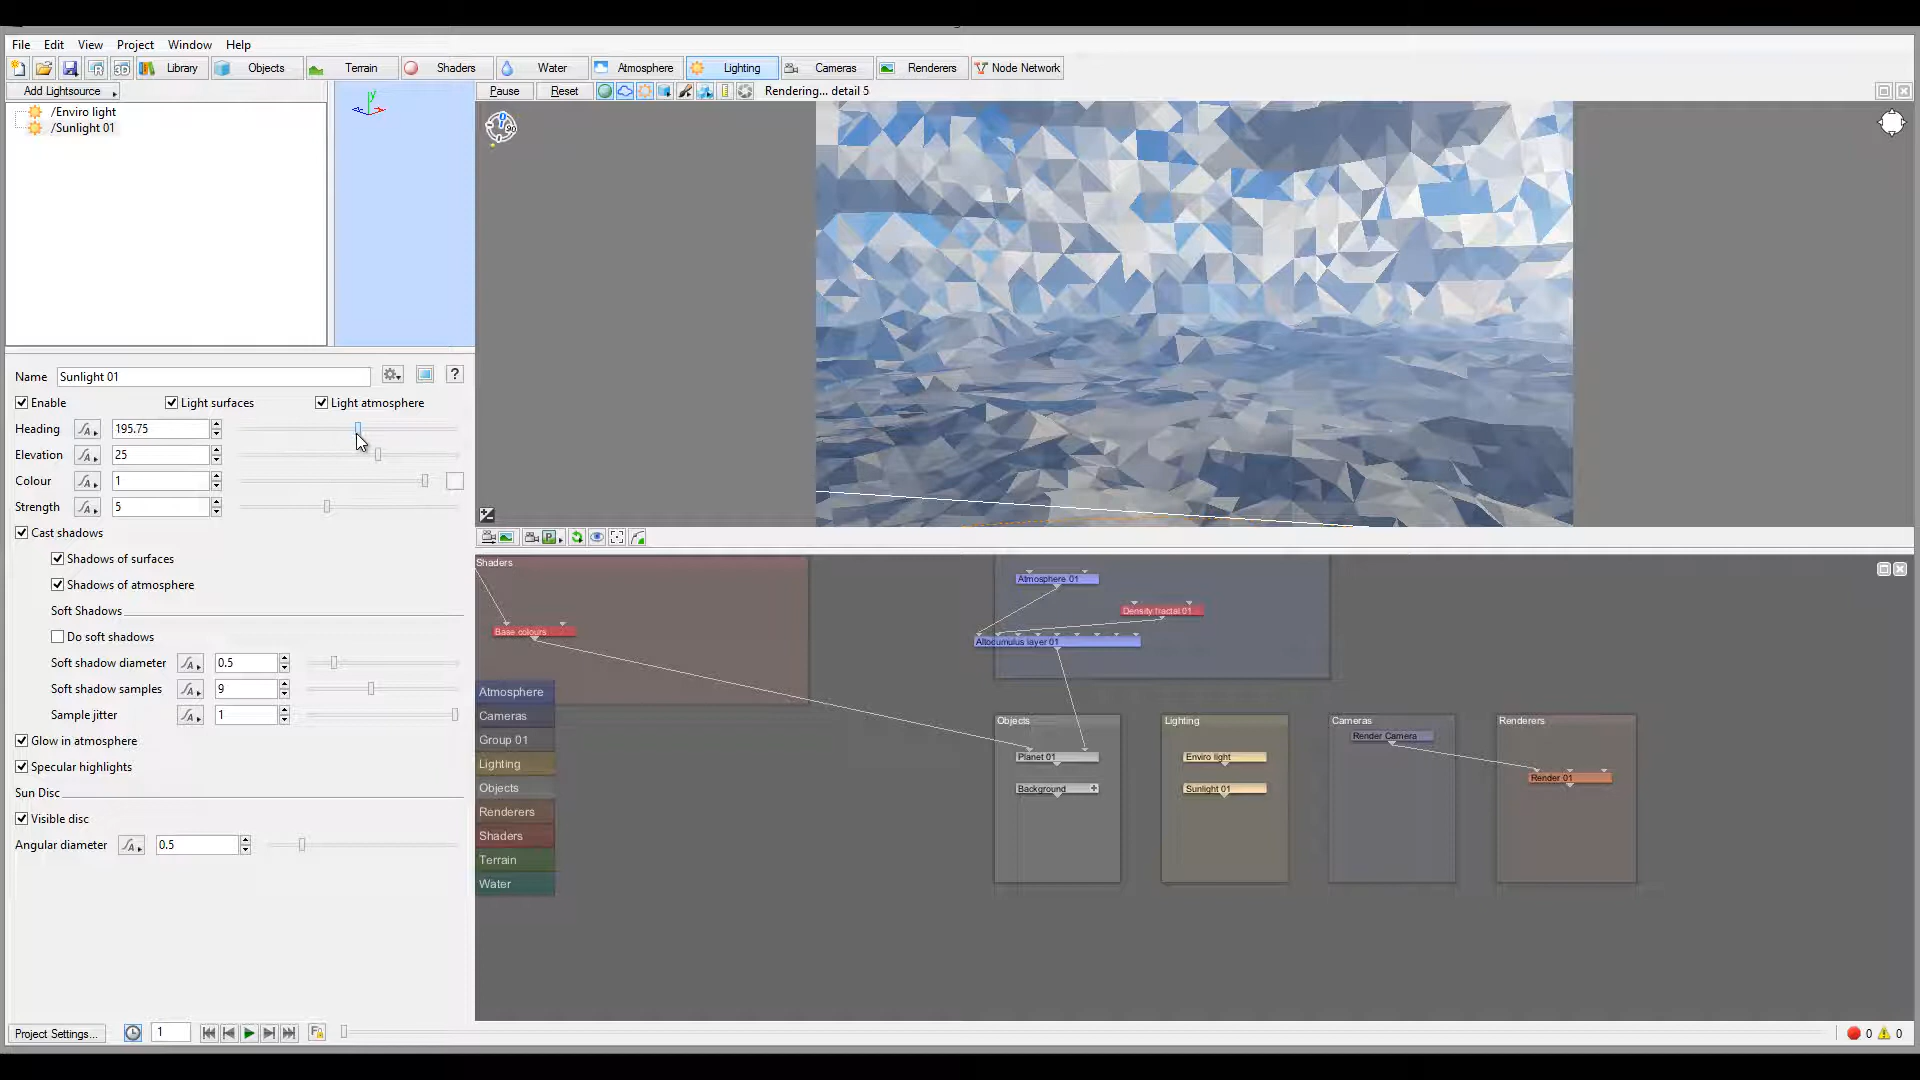 File Edit View Project Window Help
Library Objects Terrain Shaders Water Atmosphere Lighting Cameras Renderers Node Network
Add Lightsource Pause Reset Rendering... detail 5
/Enviro light
/Sunlight 01
y
Name Sunlight 01 ?
Enable Light surfaces Light atmosphere
Heading 195.75
Elevation 25
Colour 1
Strength 5
Cast shadows
Shadows of surfaces
Shadows of atmosphere
Soft Shadows
Do soft shadows
Soft shadow diameter 0.5
Soft shadow samples 9
Sample jitter 1
Glow in atmosphere
Specular highlights
Sun Disc
Visible disc
Angular diameter 0.5
Shaders
Base colours
Atmosphere 01
Density fractal 01
Altocumulus layer 01
Atmosphere
Cameras
Group 01
Lighting
Objects
Renderers
Shaders
Terrain
Water
Objects
Planet 01
Background
Lighting
Enviro light
Sunlight 01
Cameras
Render Camera
Renderers
Render 01
Project Settings... 1 0 0